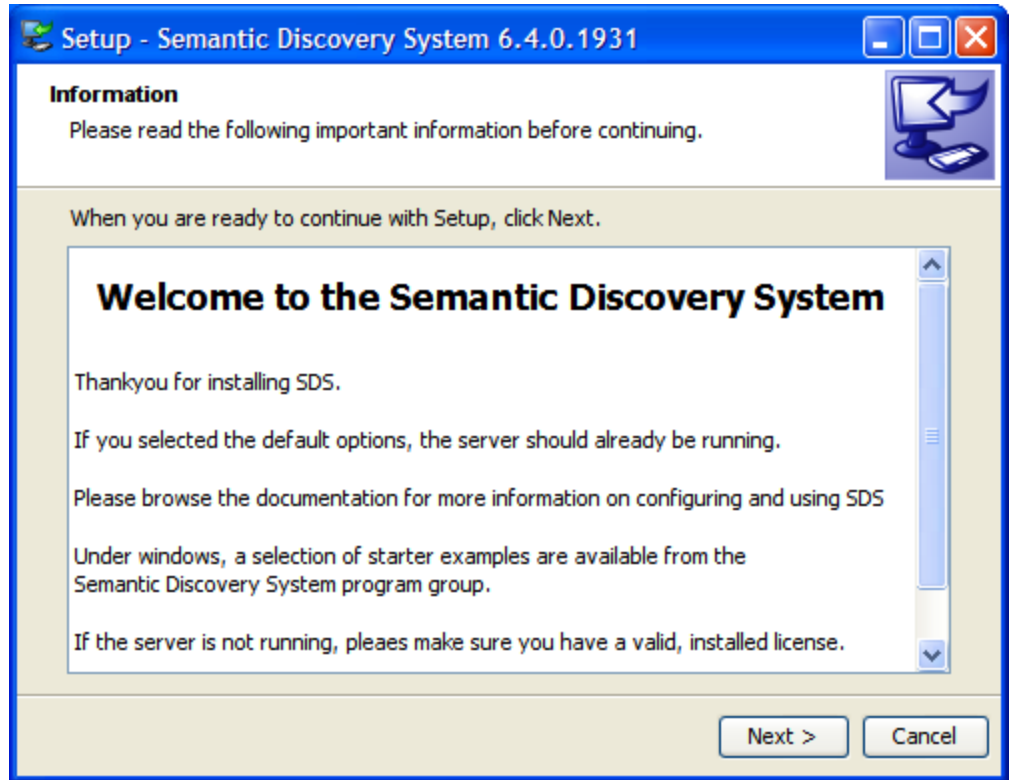 Setup - Semantic Discovery System 6.4.0.1931
Information
Please read the following important information before continuing.
When you are ready to continue with Setup, click Next.
Welcome to the Semantic Discovery System
Thankyou for installing SDS.
If you selected the default options, the server should already be running.
Please browse the documentation for more information on configuring and using SDS
Under windows, a selection of starter examples are available from the
Semantic Discovery System program group.
If the server is not running, pleaes make sure you have a valid, installed license.
Next >
Cancel